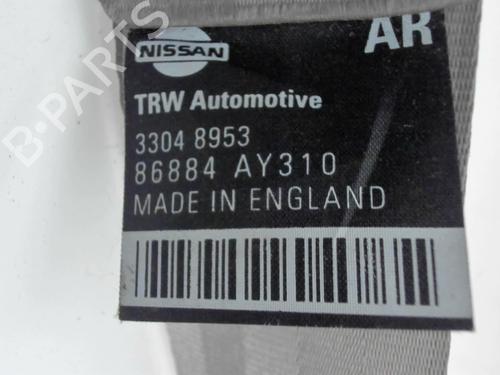 AR
NISSAN
TRW Automotive
3304 8953
86884 AY310
MADE IN ENGLAND
B-PARTS